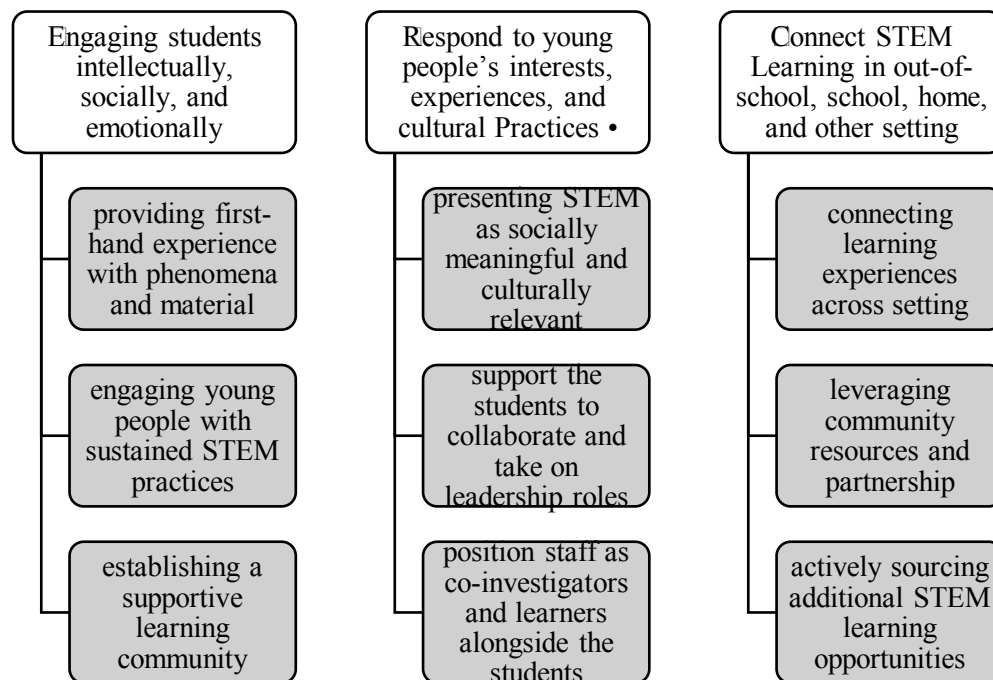 Engaging students
intellectually,
socially, and
emotionally
providing first-
hand experience
with phenomena
and material
engaging young
people with
sustained STEM
practices
establishing a
supportive
learning
community
Respond to young
people’s interests,
experiences, and
cultural Practices •
presenting STEM
as socially
meaningful and
culturally
relevant
support the
students to
collaborate and
take on
leadership roles
position staff as
co-investigators
and learners
alongside the
students
Connect STEM
Learning in out-of-
school, school, home,
and other setting
connecting
learning
experiences
across setting
leveraging
community
resources and
partnership
actively sourcing
additional STEM
learning
opportunities